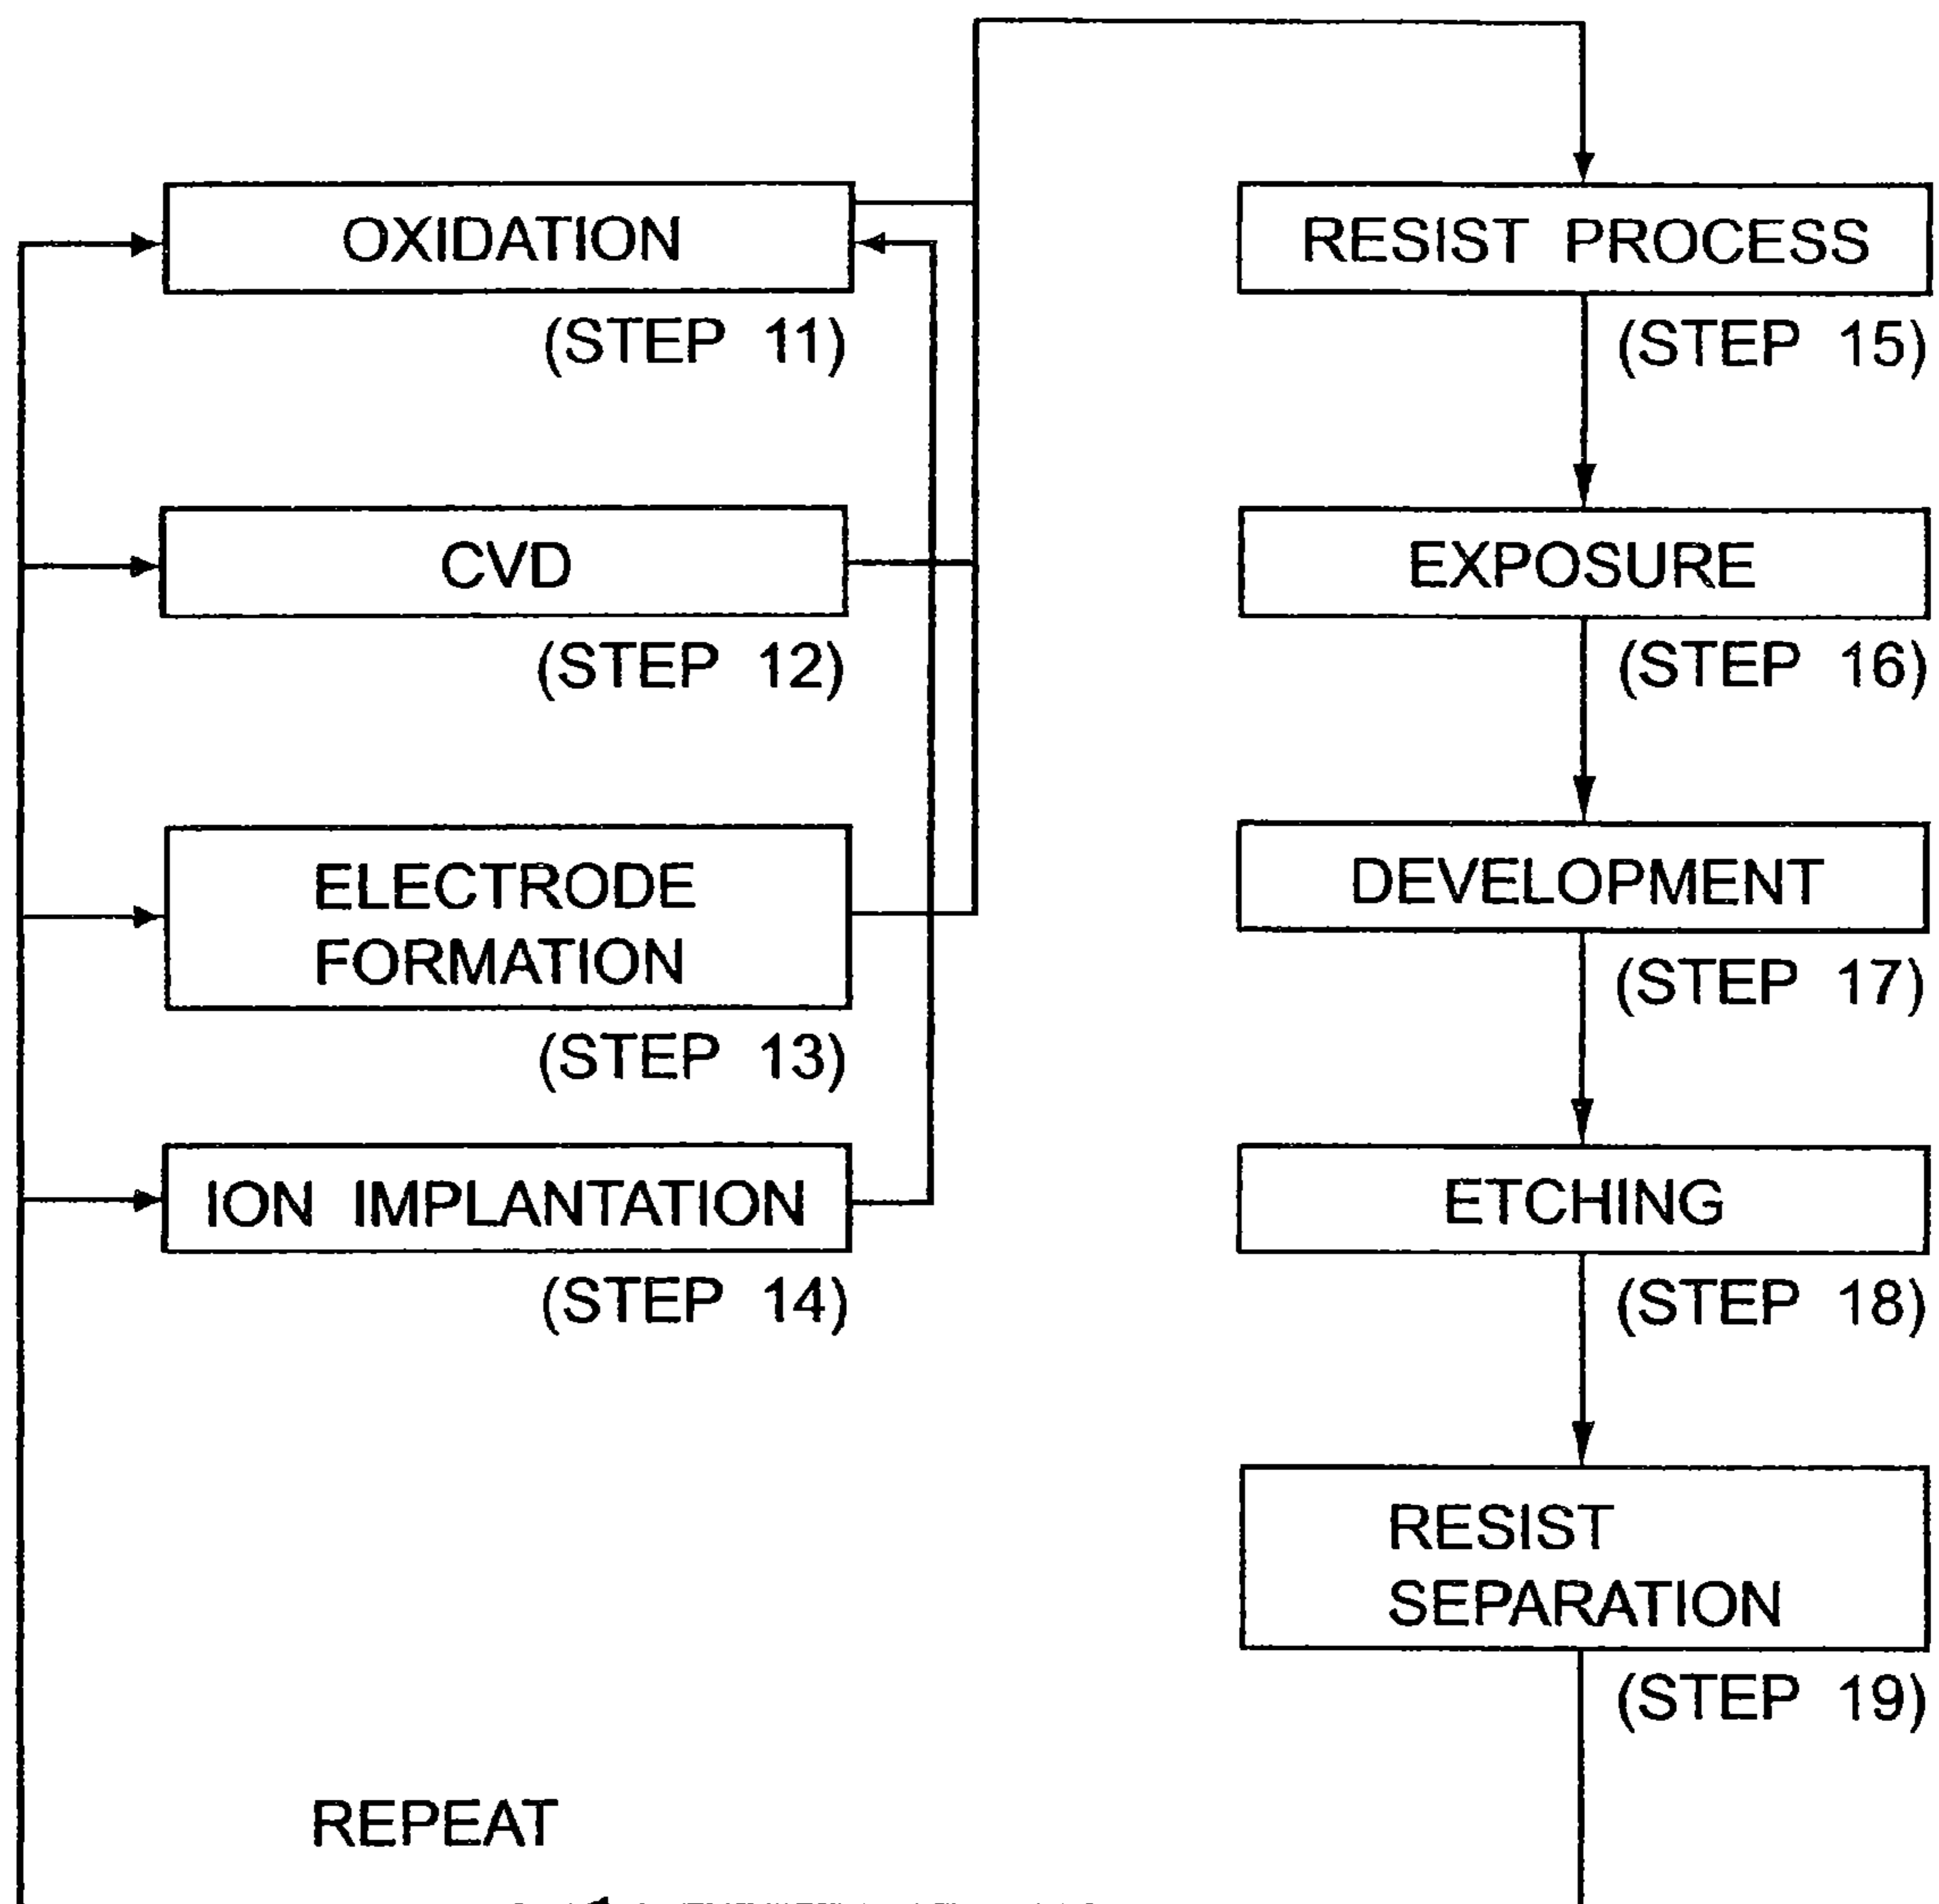 OXIDATION
(STEP 11)
CVD
(STEP 12)
ELECTRODE
FORMATION
(STEP 13)
ION IMPLANTATION
(STEP 14)
RESIST PROCESS
(STEP 15)
EXPOSURE
(STEP 16)
DEVELOPMENT
(STEP 17)
ETCHING
(STEP 18)
RESIST
SEPARATION
(STEP 19)
REPEAT